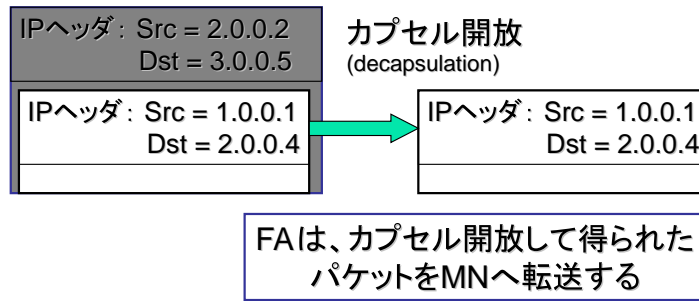 IPヘッダ: Src = 2.0.0.2
Dst = 3.0.0.5
カプセル開放
(decapsulation)
IPヘッダ: Src = 1.0.0.1
Dst = 2.0.0.4
IPヘッダ: Src = 1.0.0.1
Dst = 2.0.0.4
FAは、カプセル開放して得られた
パケットをMNへ転送する